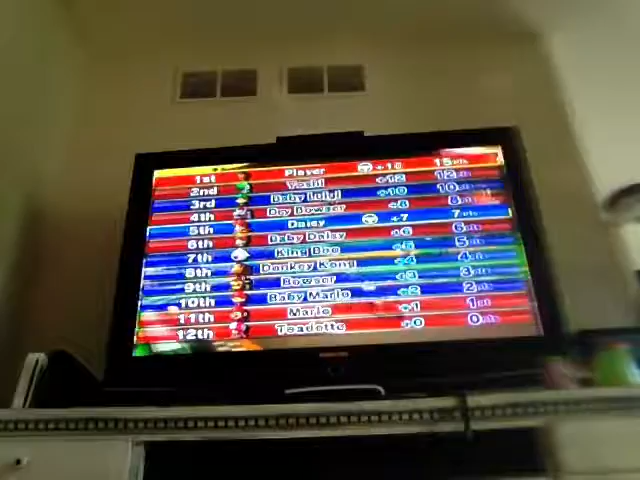 1st Player +15 15pts
2nd Yoshi +12 12pts
3rd Baby Luigi +10 10pts
4th Dry Bowser +8 8pts
5th Daisy +7 7pts
6th Baby Daisy +6 6pts
7th King Boo +5 5pts
8th Donkey Kong +4 4pts
9th Bowser +3 3pts
10th Baby Mario +2 2pts
11th Mario +1 1pts
12th Toadette +0 0pts